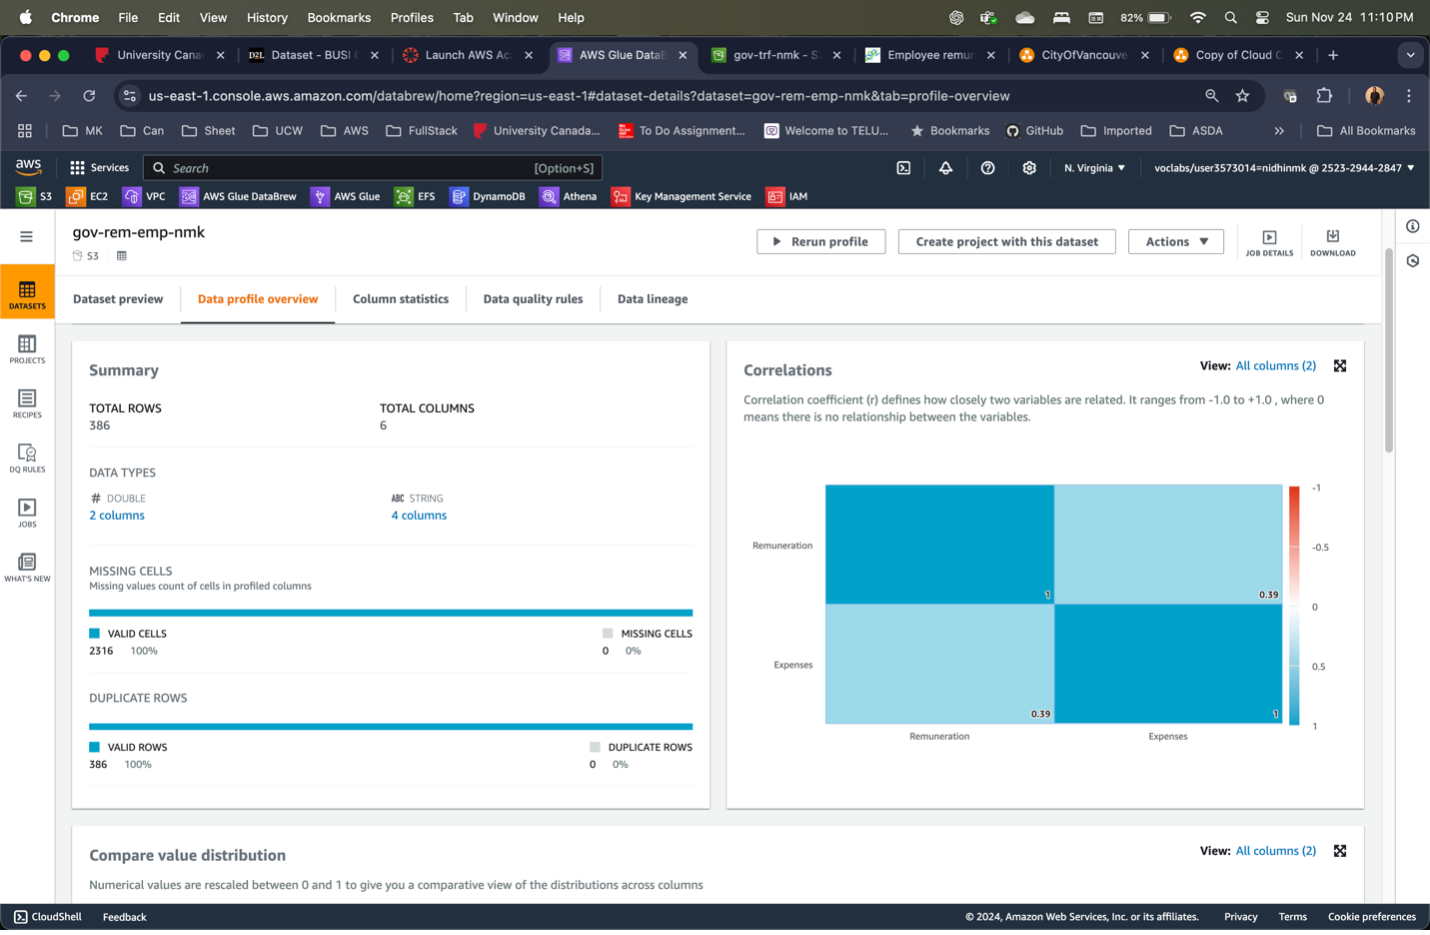 Chrome File Edit View History Bookmarks Profiles Tab Window Help 82% Sun Nov 24 11:10 PM
University Cana D2L Dataset - BUSI Launch AWS Ac AWS Glue DataB gov-trf-nmk - S Employee remun CityOfVancouve Copy of Cloud C
us-east-1.console.aws.amazon.com/databrew/home?region=us-east-1#dataset-details?dataset=gov-rem-emp-nmk&tab=profile-overview
MK Can Sheet UCW AWS FullStack University Canada... To Do Assignment... Welcome to TELU... Bookmarks GitHub Imported ASDA » All Bookmarks
aws Services Search [Option+S] N. Virginia ▼ voclabs/user3573014=nidhinmk @ 2523-2944-2847 ▼
S3 EC2 VPC AWS Glue DataBrew AWS Glue EFS DynamoDB Athena Key Management Service IAM
gov-rem-emp-nmk
S3
Rerun profile Create project with this dataset Actions ▼ JOB DETAILS DOWNLOAD
DATASETS
PROJECTS
RECIPES
DQ RULES
JOBS
WHAT'S NEW
Dataset preview Data profile overview Column statistics Data quality rules Data lineage
Summary
TOTAL ROWS TOTAL COLUMNS
386 6
DATA TYPES
# DOUBLE ABC STRING
2 columns 4 columns
MISSING CELLS
Missing values count of cells in profiled columns
VALID CELLS MISSING CELLS
2316 100% 0 0%
DUPLICATE ROWS
VALID ROWS DUPLICATE ROWS
386 100% 0 0%
Correlations View: All columns (2)
Correlation coefficient (r) defines how closely two variables are related. It ranges from -1.0 to +1.0 , where 0
means there is no relationship between the variables.
-1
Remuneration -0.5
1 0.39
0
Expenses 0.5
0.39 1
1
Remuneration Expenses
Compare value distribution View: All columns (2)
Numerical values are rescaled between 0 and 1 to give you a comparative view of the distributions across columns
CloudShell Feedback © 2024, Amazon Web Services, Inc. or its affiliates. Privacy Terms Cookie preferences